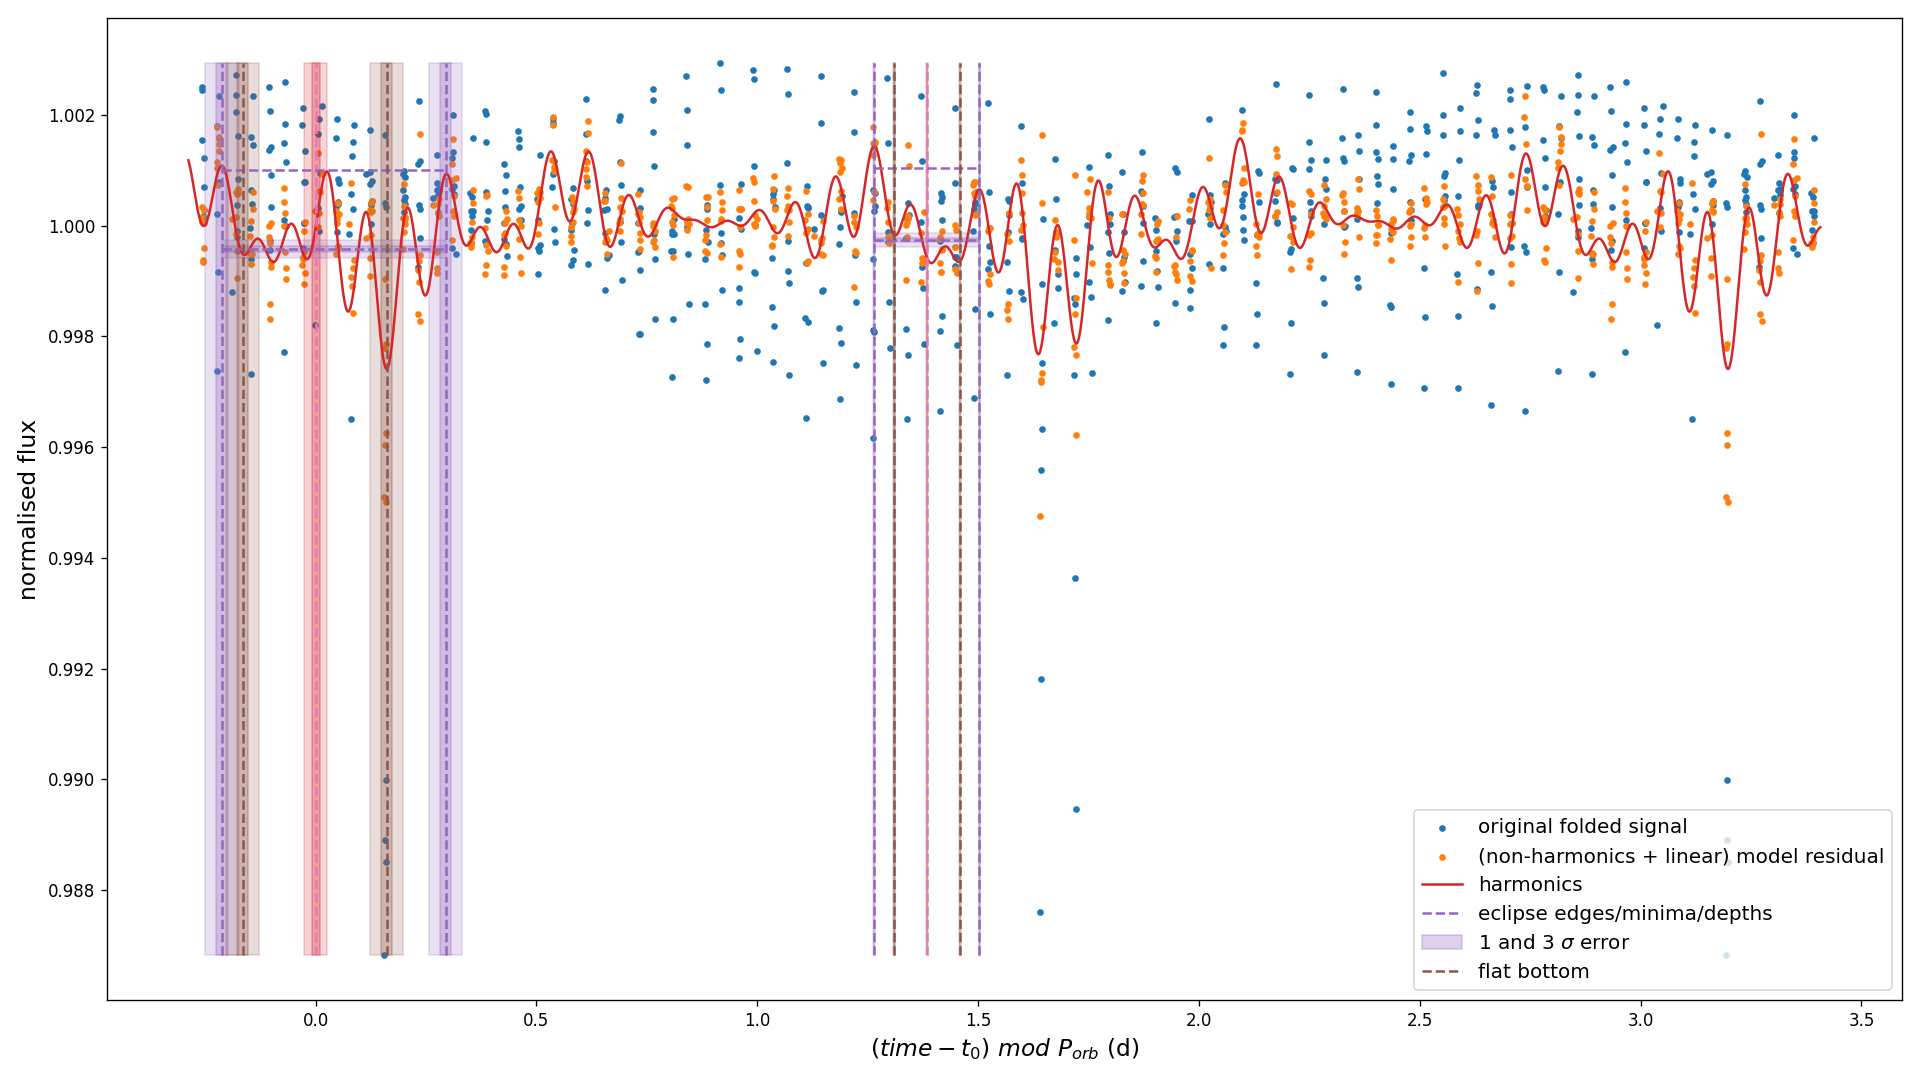 normalised flux
1.002
1.000
0.998
0.996
0.994
0.992
0.990
0.988
0.0
0.5
1.0
1.5
2.0
2.5
3.0
3.5
(time − t₀) mod Pₒᵣb (d)
original folded signal
(non-harmonics + linear) model residual
harmonics
eclipse edges/minima/depths
1 and 3 σ error
flat bottom